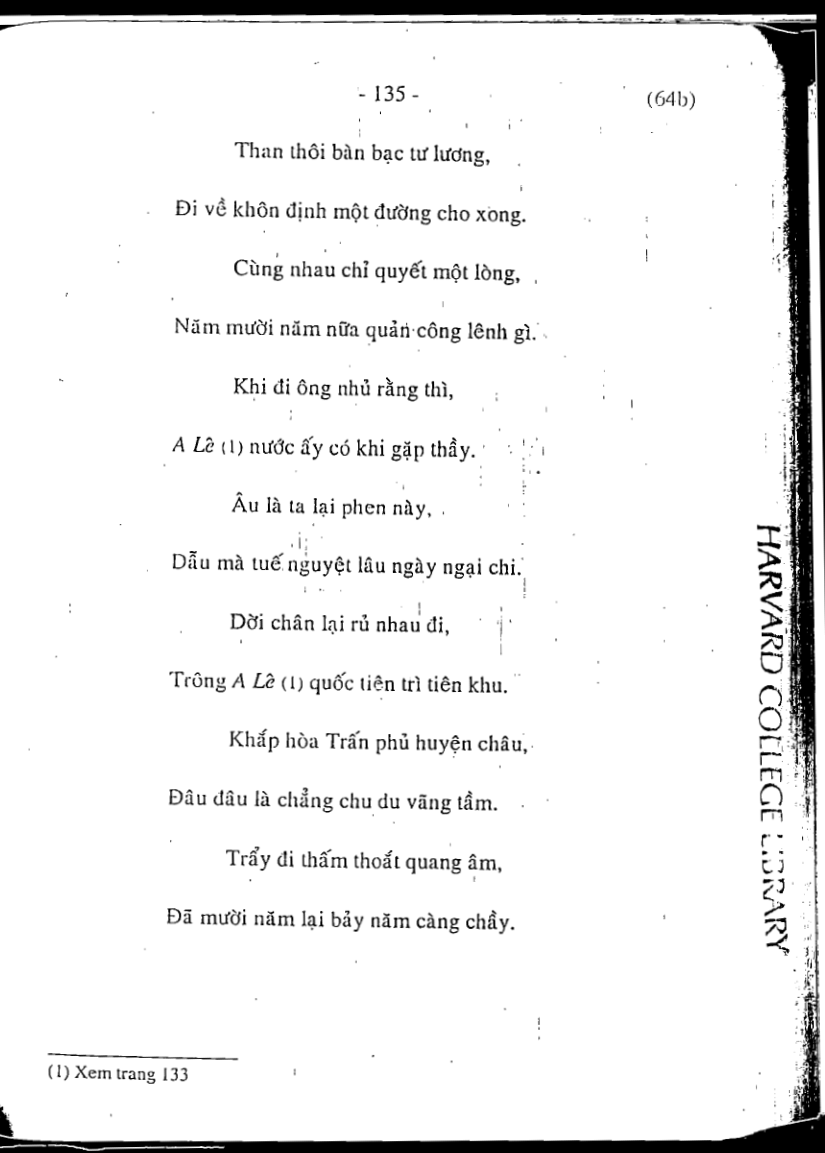 - 135 -
(64b)
Than thôi bàn bạc tư lương,
Đi về khôn định một đường cho xong.
Cùng nhau chỉ quyết một lòng,
Năm mười năm nữa quản công lênh gì.
Khi đi ông nhủ rằng thì,
A Lê (1) nước ấy có khi gặp thầy.
Âu là ta lại phen này,
Dẫu mà tuế nguyệt lâu ngày ngại chi.
Dời chân lại rủ nhau đi,
Trông A Lê (1) quốc tiện trì tiên khu.
Khắp hòa Trấn phủ huyện châu,
Đâu đâu là chẳng chu du vãng tầm.
Trẩy đi thấm thoắt quang âm,
Đã mười năm lại bảy năm càng chầy.
(1) Xem trang 133
HARVARD COLLEGE LIBRARY